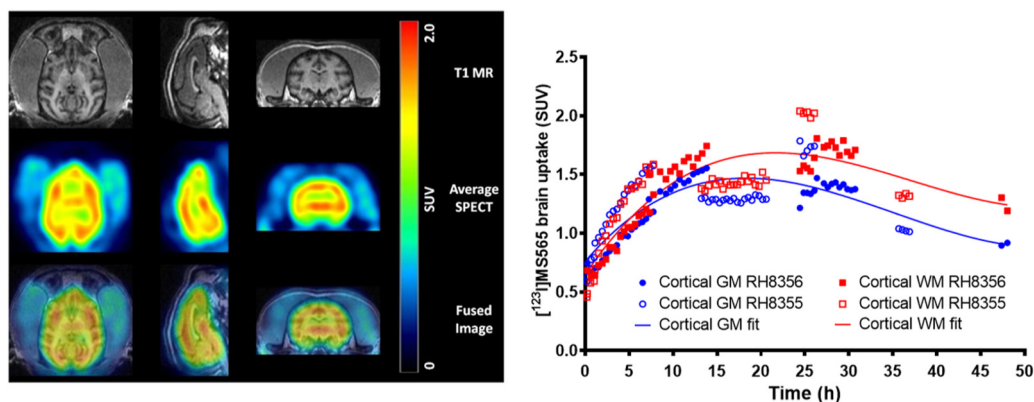 2.0
T1 MR
Average
SPECT
SUV
Fused
Image
0
[¹²³I]MS565 brain uptake (SUV)
2.5
2.0
1.5
1.0
0.5
0.0
Cortical GM RH8356
Cortical WM RH8356
Cortical GM RH8355
Cortical WM RH8355
Cortical GM fit
Cortical WM fit
0 5 10 15 20 25 30 35 40 45 50
Time (h)